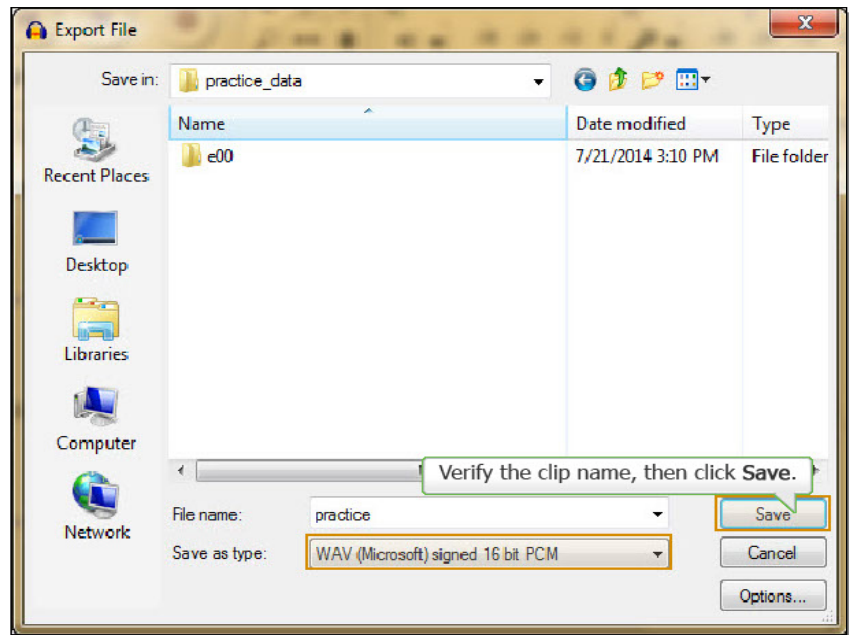 Export File
Save in: practice_data
Name Date modified Type
e00 7/21/2014 3:10 PM File folder
Recent Places
Desktop
Libraries
Computer
Network
Verify the clip name, then click Save.
File name: practice Save
Save as type: WAV (Microsoft) signed 16 bit PCM Cancel
Options...